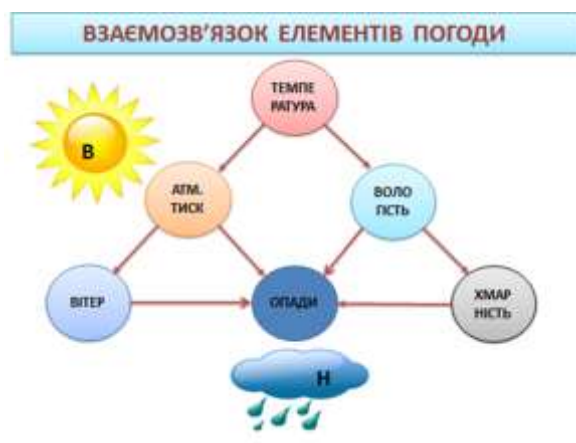 ВЗАЄМОЗВ’ЯЗОК ЕЛЕМЕНТІВ ПОГОДИ
ТЕМПЕ
РАТУРА
В
АТМ.
ТИСК
ВОЛО
ГІСТЬ
ВІТЕР
ОПАДИ
ХМАР
НІСТЬ
Н